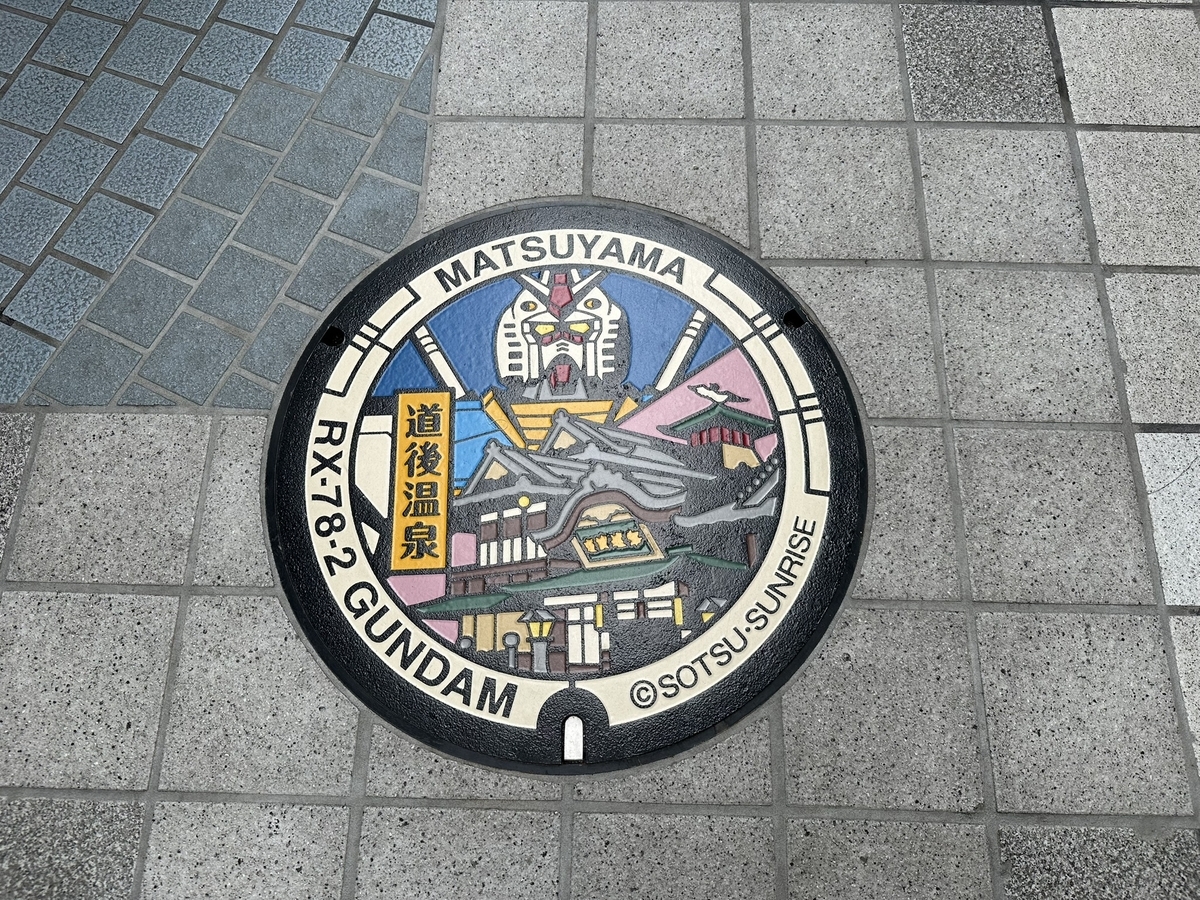 MATSUYAMA
道後温泉
RX-78-2 GUNDAM
©SOTSU・SUNRISE